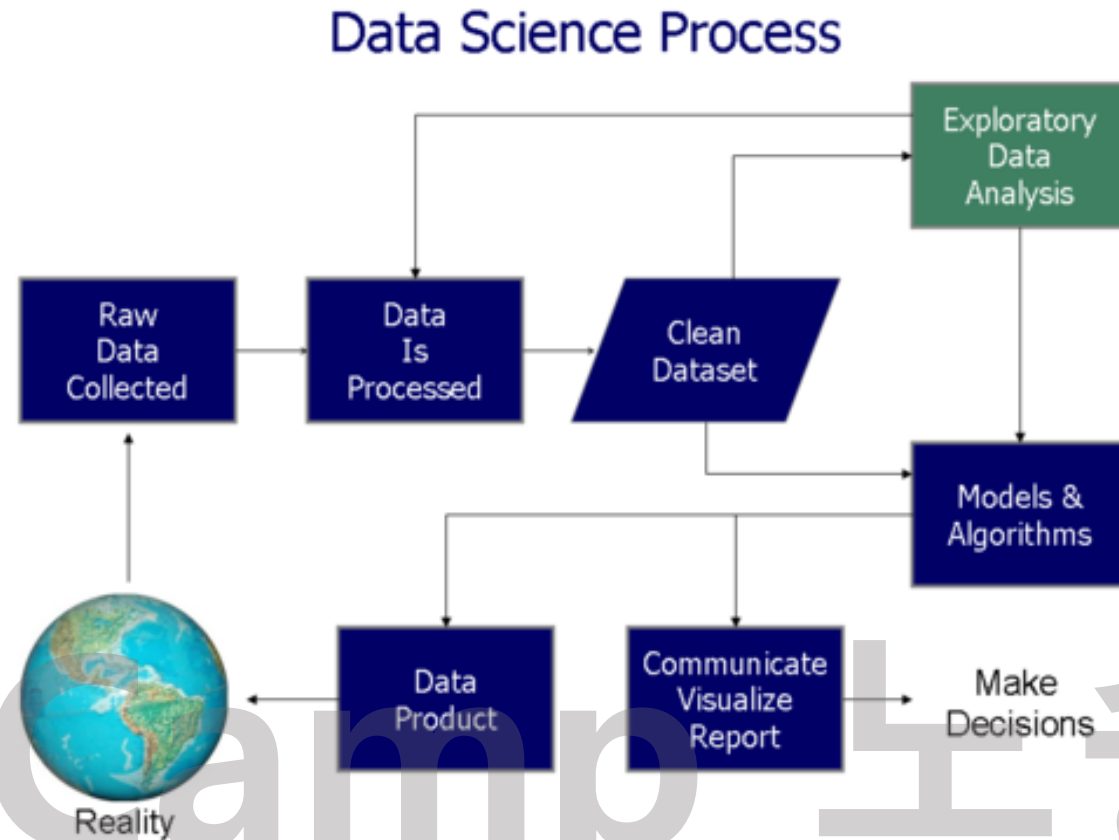 Data Science Process
Exploratory
Data
Analysis
Raw
Data
Collected
Data
Is
Processed
Clean
Dataset
Models &
Algorithms
Data
Product
Communicate
Visualize
Report
Make
Decisions
Reality
Camp